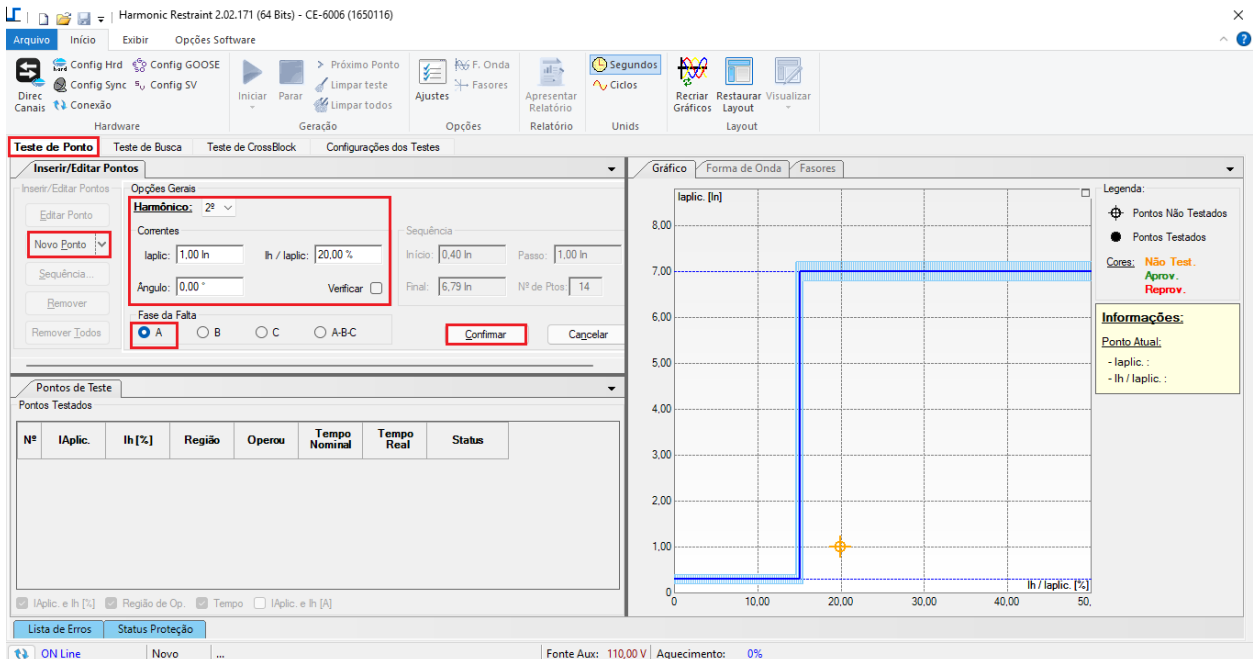 Harmonic Restraint 2.02.171 (64 Bits) - CE-6006 (1650116)
Arquivo Início Exibir Opções Software
Direc Canais
Config Hrd
Config Sync
Conexão
Config GOOSE
Config SV
Hardware
Iniciar
Parar
Próximo Ponto
Limpar teste
Limpar todos
Geração
Ajustes
F. Onda
Fasores
Opções
Apresentar Relatório
Relatório
Segundos
Ciclos
Unids
Recriar Gráficos
Restaurar Layout
Visualizar
Layout
Teste de Ponto Teste de Busca Teste de CrossBlock Configurações dos Testes
Inserir/Editar Pontos
Inserir/Editar Pontos
Editar Ponto
Novo Ponto
Sequência...
Remover
Remover Todos
Opções Gerais
Harmônico: 2º
Correntes
Iaplic: 1,00 In
Ih / Iaplic: 20,00 %
Ângulo: 0,00 °
Verificar
Sequência
Início: 0,40 In
Passo: 1,00 In
Final: 6,79 In
Nº de Ptos: 14
Fase da Falta
A B C A-B-C
Confirmar
Cancelar
Pontos de Teste
Pontos Testados
Nº IAplic. Ih [%] Região Operou Tempo Nominal Tempo Real Status
IAplic. e Ih [%] Região de Op. Tempo IAplic. e Ih [A]
Gráfico Forma de Onda Fasores
Iaplic. [In]
8,00
7,00
6,00
5,00
4,00
3,00
2,00
1,00
0
0 10,00 20,00 30,00 40,00 50,
Ih / Iaplic. [%]
Legenda:
Pontos Não Testados
Pontos Testados
Cores: Não Test.
Aprov.
Reprov.
Informações:
Ponto Atual:
- Iaplic. :
- Ih / Iaplic. :
Lista de Erros Status Proteção
ON Line Novo ... Fonte Aux: 110,00 V Aquecimento: 0%